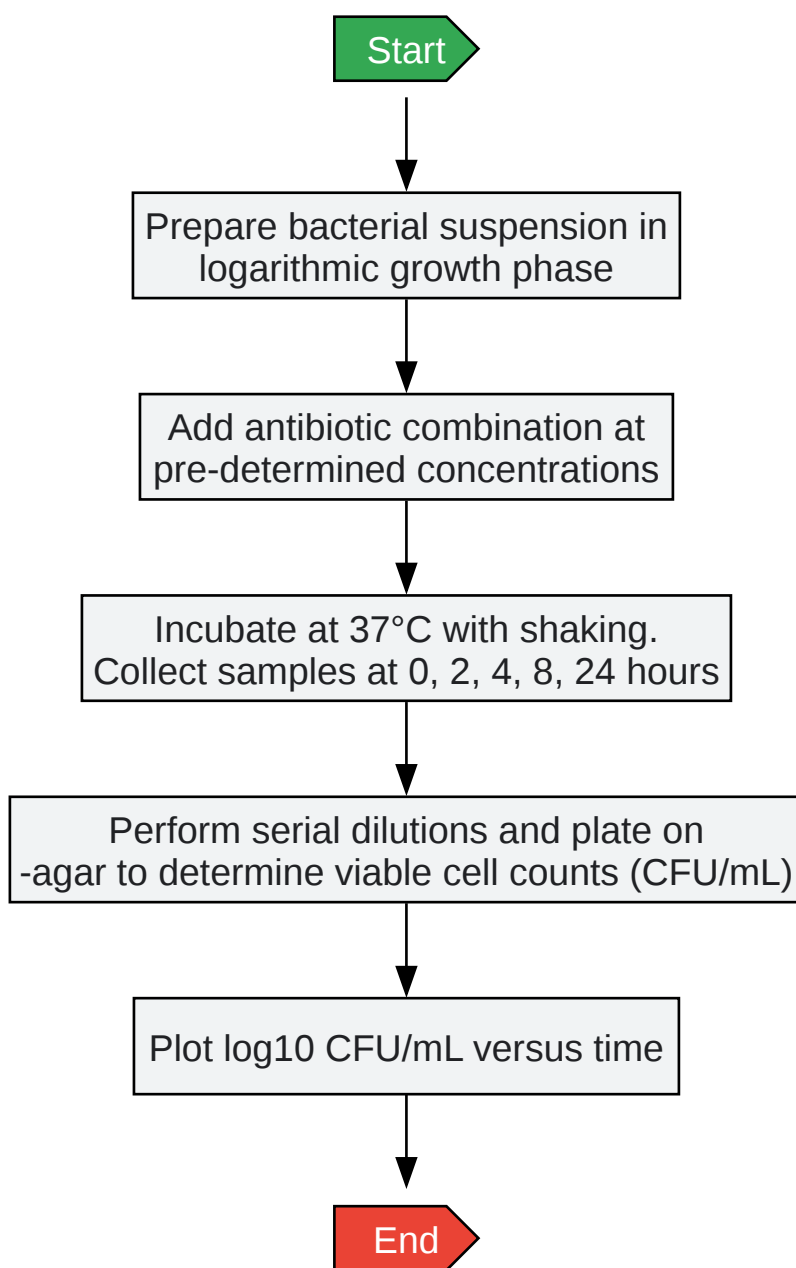 Start
Prepare bacterial suspension in
logarithmic growth phase
Add antibiotic combination at
pre-determined concentrations
Incubate at 37°C with shaking.
Collect samples at 0, 2, 4, 8, 24 hours
Perform serial dilutions and plate on
-agar to determine viable cell counts (CFU/mL)
Plot log10 CFU/mL versus time
End